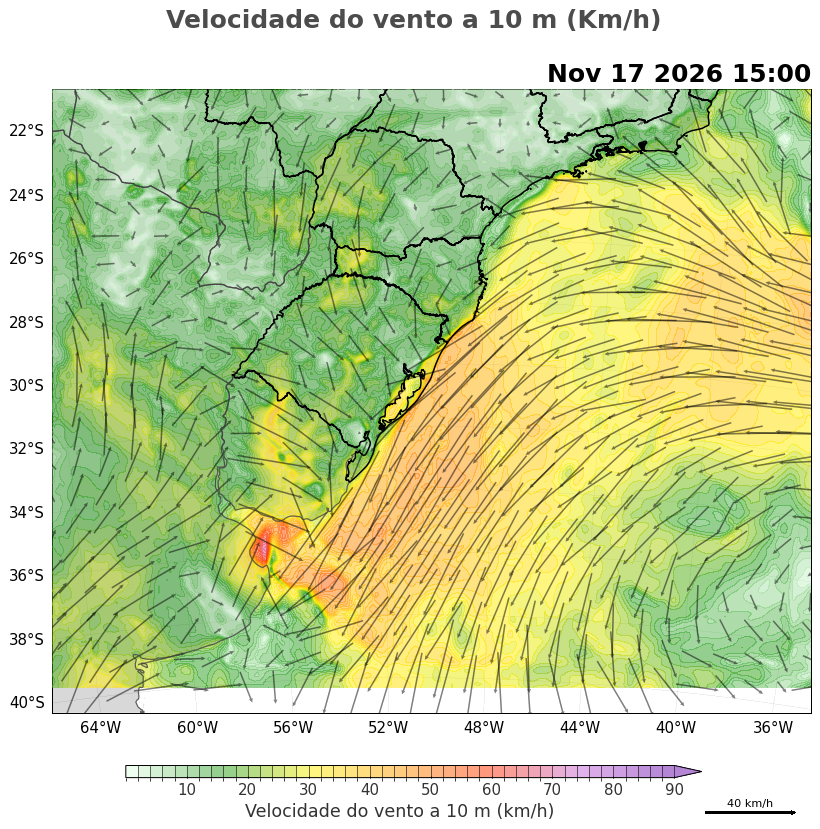 Velocidade do vento a 10 m (Km/h)
Nov 17 2026 15:00
22°S
24°S
26°S
28°S
30°S
32°S
34°S
36°S
38°S
40°S
64°W 60°W 56°W 52°W 48°W 44°W 40°W 36°W
10 20 30 40 50 60 70 80 90
Velocidade do vento a 10 m (km/h)
40 km/h